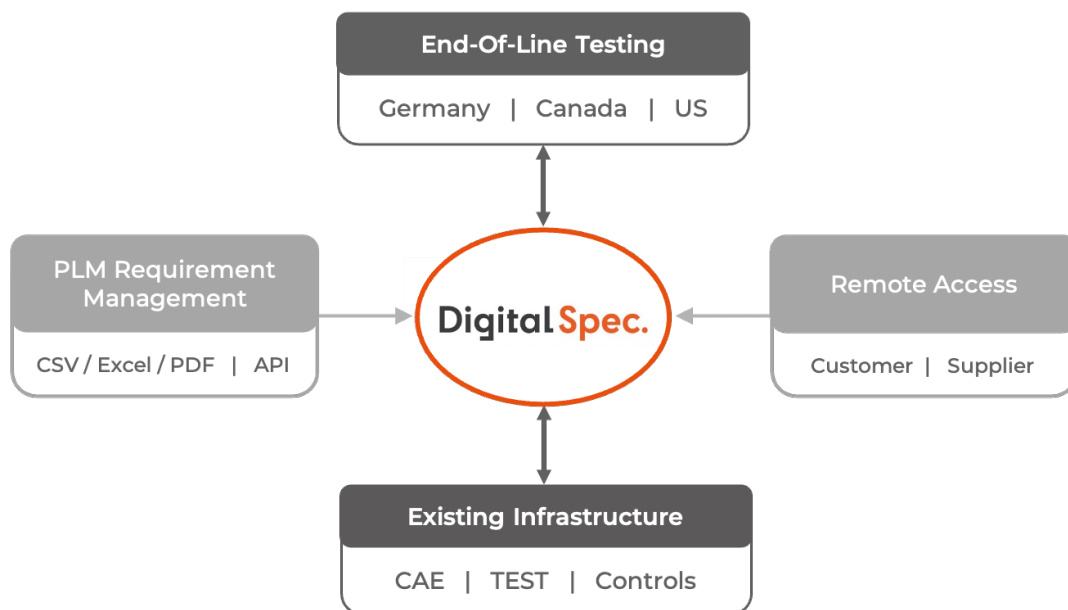 End-Of-Line Testing
Germany | Canada | US
PLM Requirement
Management
CSV / Excel / PDF | API
Digital Spec.
Remote Access
Customer | Supplier
Existing Infrastructure
CAE | TEST | Controls